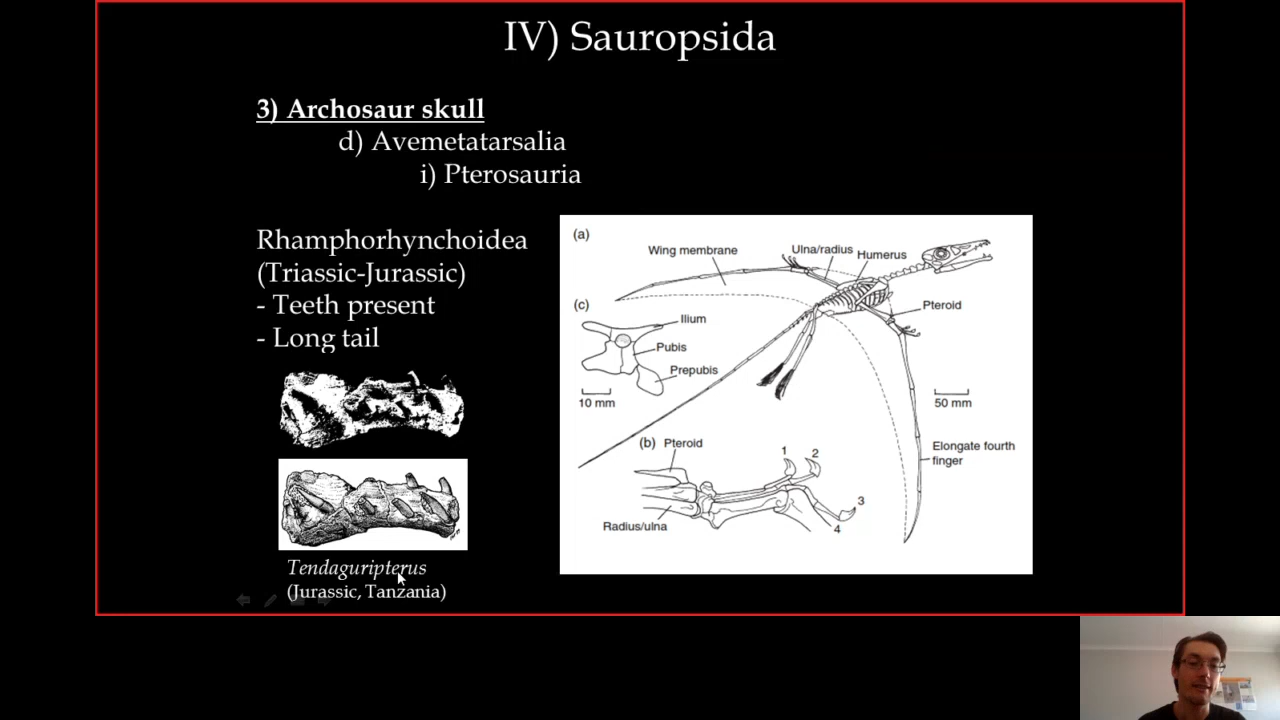 IV) Sauropsida
3) Archosaur skull
d) Avemetatarsalia
i) Pterosauria
Rhamphorhynchoidea
(Triassic-Jurassic)
- Teeth present
- Long tail
Tendaguripterus
(Jurassic, Tanzania)
(a)
Wing membrane
Ulna/radius
Humerus
Pteroid
(c)
Ilium
Pubis
Prepubis
10 mm
50 mm
Elongate fourth
finger
(b)
Pteroid
1
2
3
4
Radius/ulna